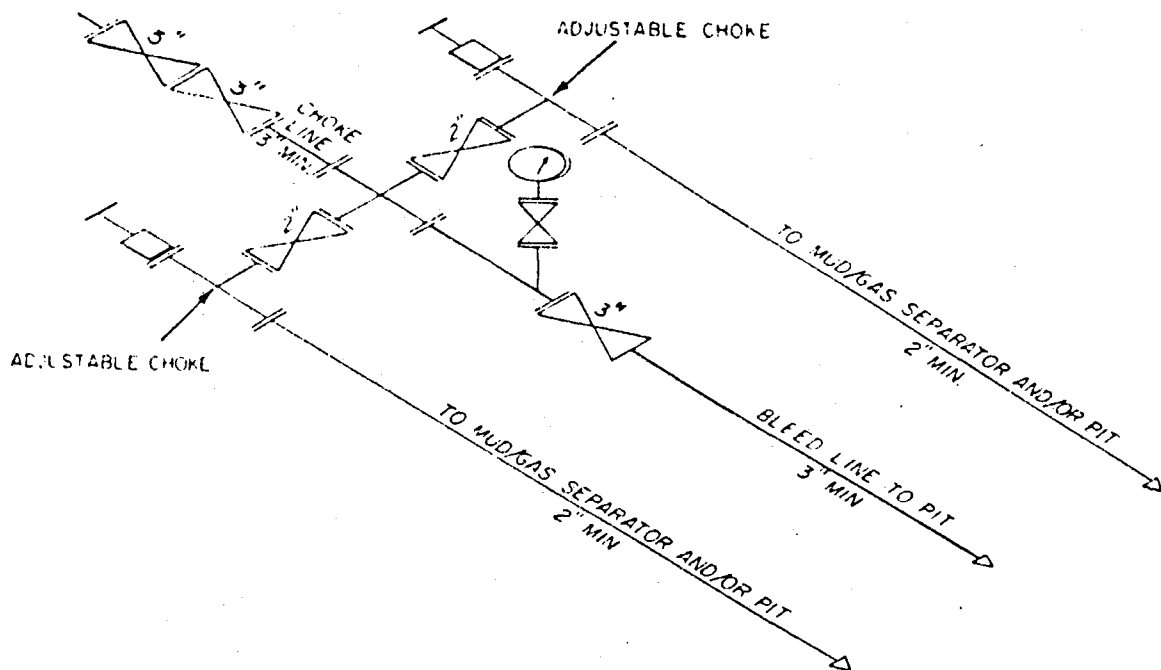 ADJUSTABLE CHOKE
3"
3"
CHOKE
LINE
3" MIN.
2"
2"
3"
ADJUSTABLE CHOKE
TO MUD/GAS SEPARATOR AND/OR PIT
2" MIN.
BLEED LINE TO PIT
3" MIN
TO MUD/GAS SEPARATOR AND/OR PIT
2" MIN